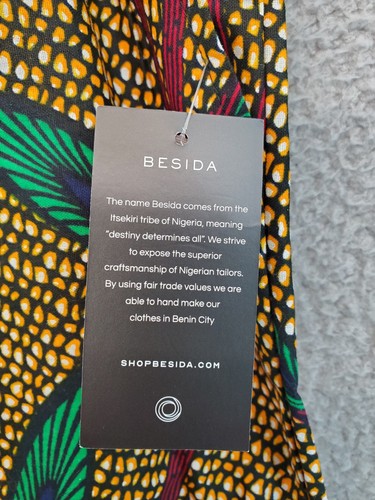 BESIDA
The name Besida comes from the
Itsekiri tribe of Nigeria, meaning
"destiny determines all". We strive
to expose the superior
craftsmanship of Nigerian tailors.
By using fair trade values we are
able to hand make our
clothes in Benin City
SHOPBESIDA.COM